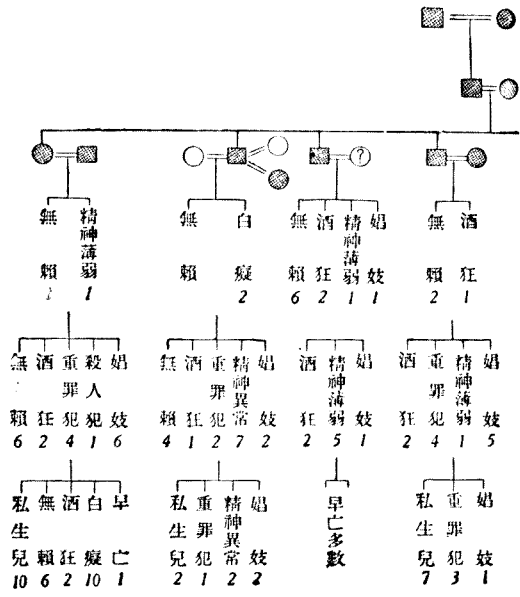 ?
無賴 1
精神薄弱 1
無賴
白癡 2
無賴 6
酒狂 2
精神薄弱 1
娼妓 1
無賴 2
酒狂 1
無賴 6
酒狂 2
重罪犯 4
殺人犯 1
娼妓 6
無賴 4
酒狂 1
重罪犯 2
精神異常 7
娼妓 2
酒狂 2
精神薄弱 5
娼妓 1
酒狂 2
重罪犯 4
精神薄弱 1
娼妓 5
私生兒 10
無賴 6
酒狂 2
白癡 10
早亡 1
私生兒 2
重罪犯 1
精神異常 2
娼妓 2
早亡多數
私生兒 7
重罪犯 3
娼妓 1